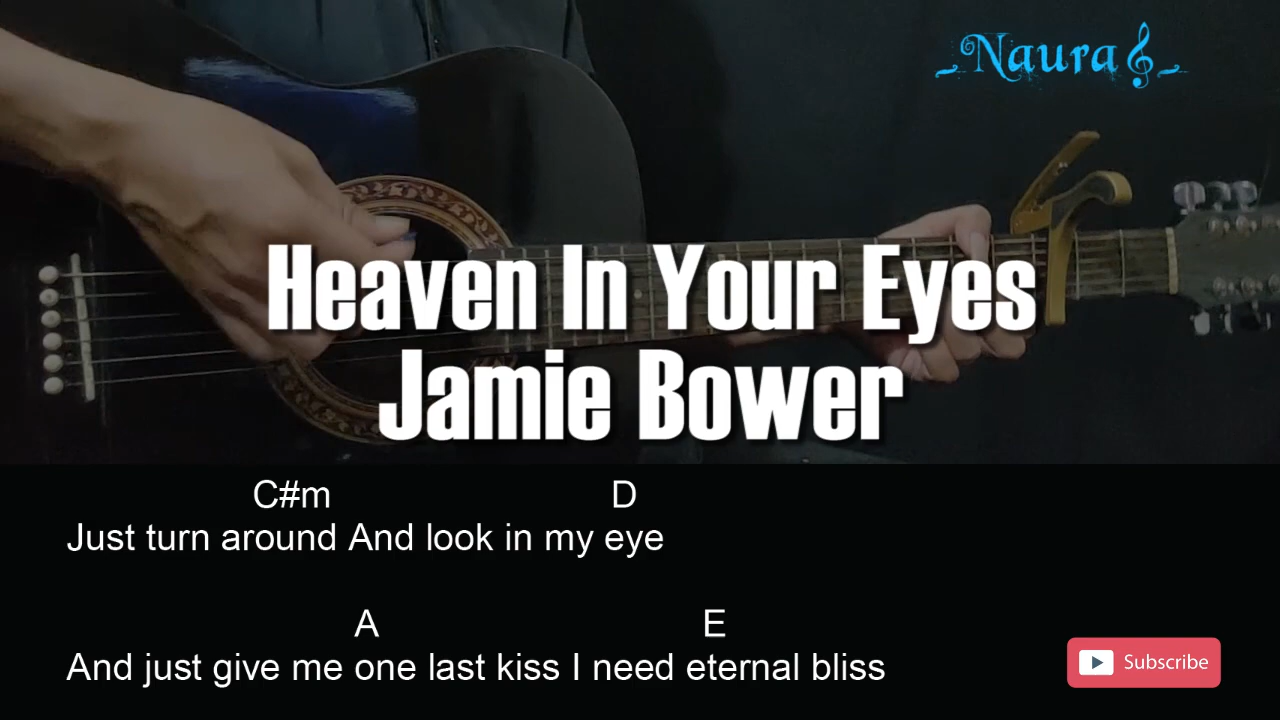 Naura
Heaven In Your Eyes
Jamie Bower
C#m D
Just turn around And look in my eye
A E
And just give me one last kiss I need eternal bliss
Subscribe